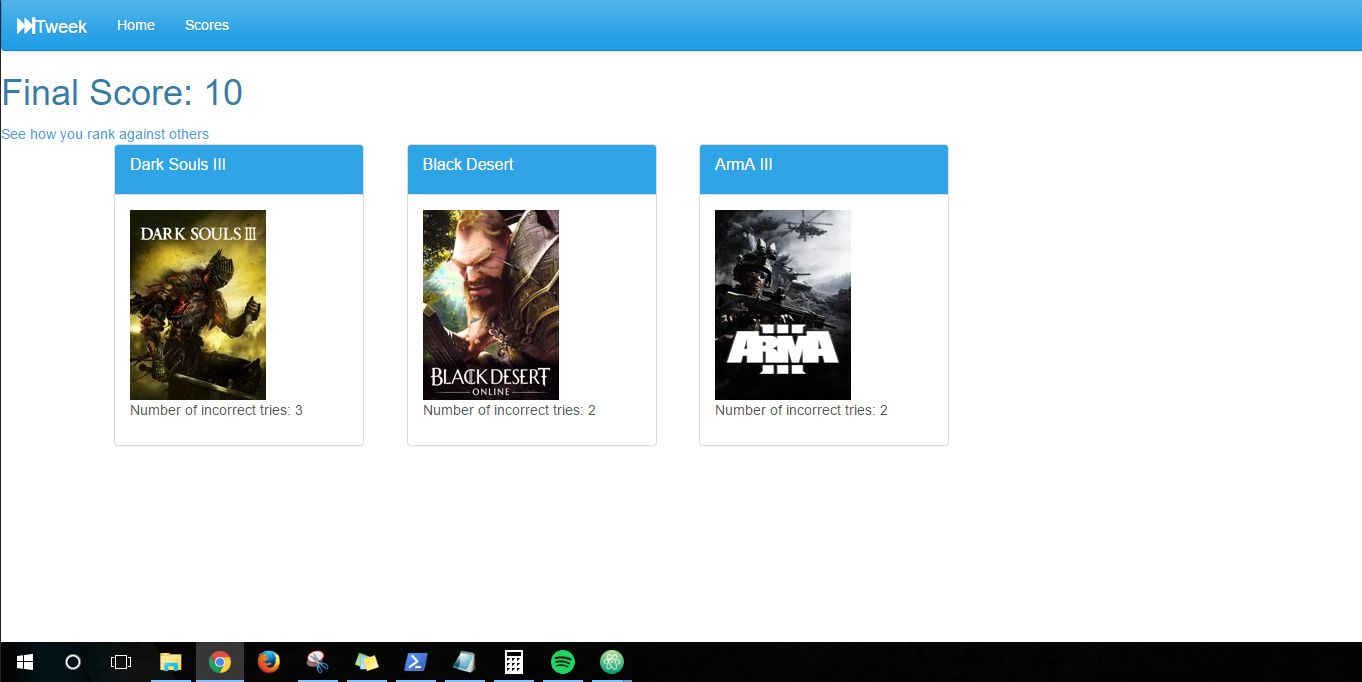 Tweek Home Scores
Final Score: 10
See how you rank against others
Dark Souls III
DARK SOULS III
Number of incorrect tries: 3
Black Desert
BLACK DESERT
ONLINE
Number of incorrect tries: 2
ArmA III
ARMA
III
Number of incorrect tries: 2